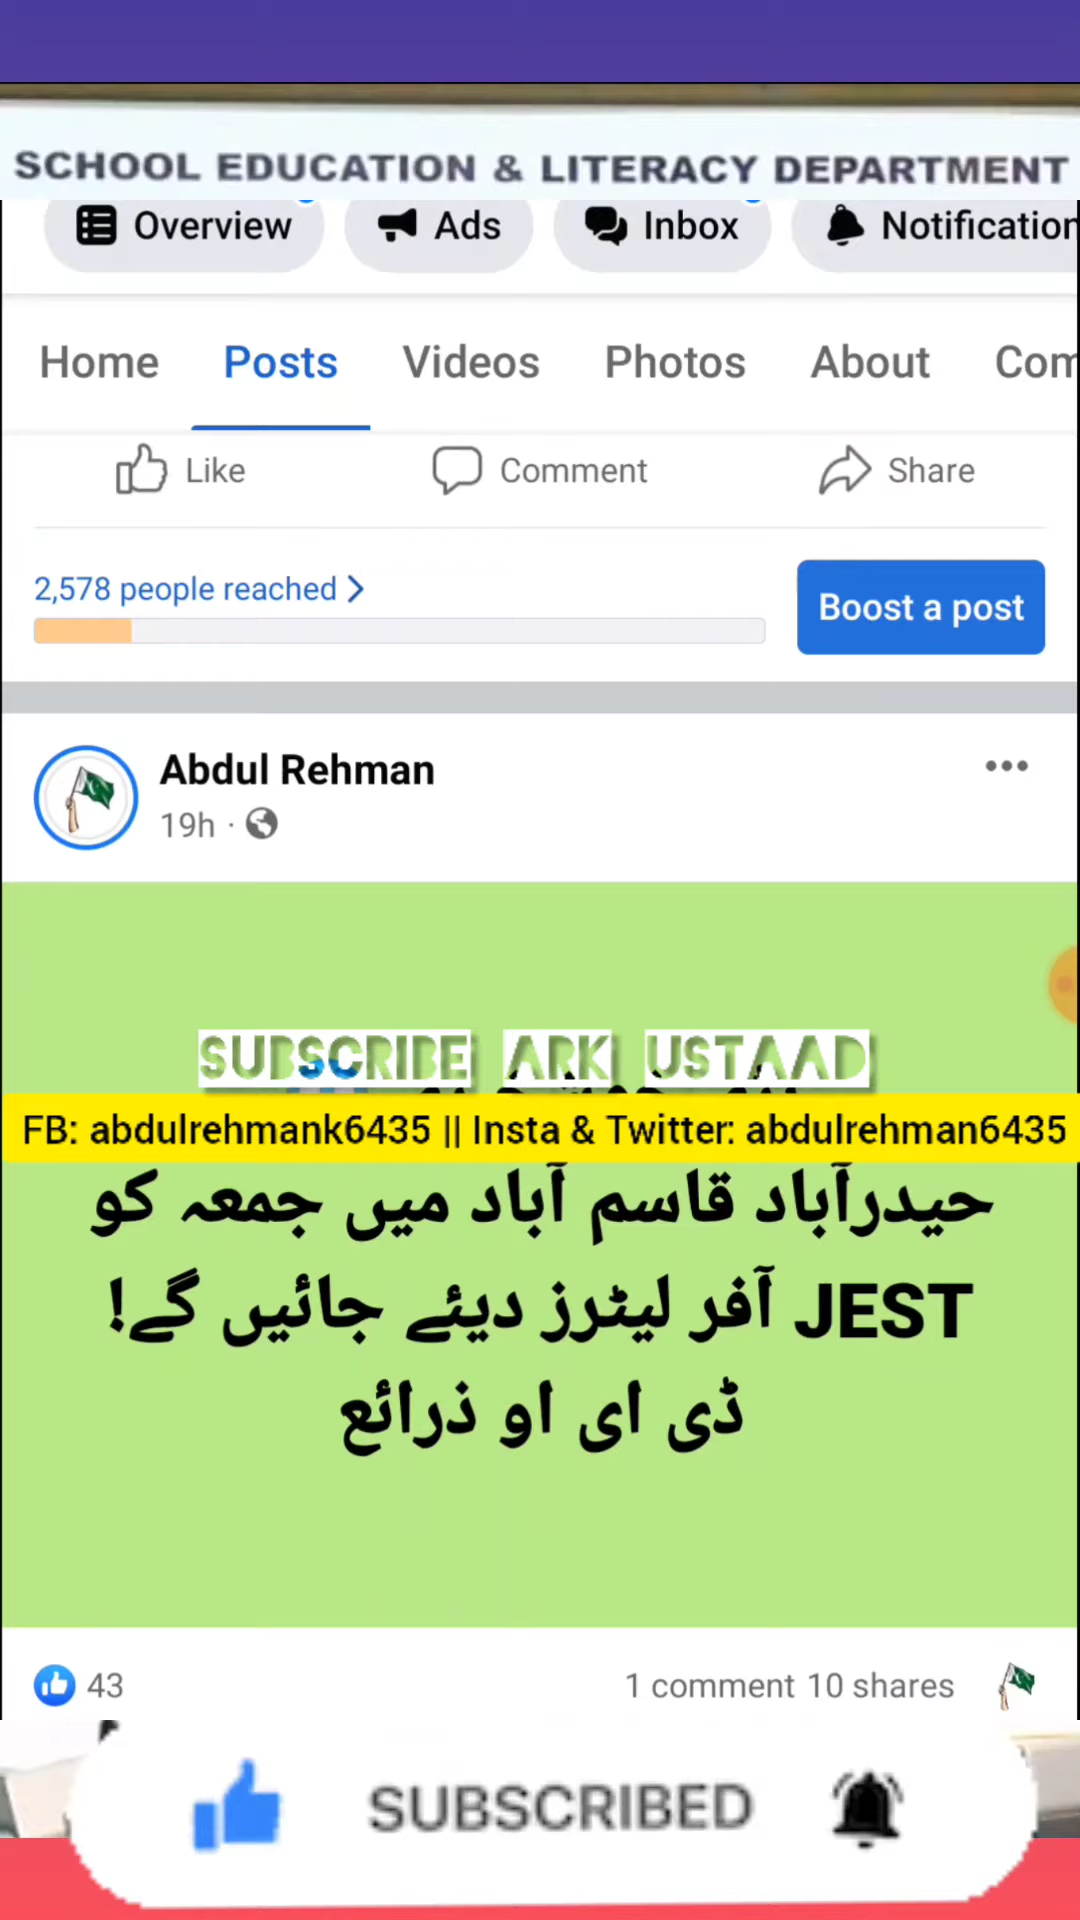 SCHOOL EDUCATION & LITERACY DEPARTMENT
Overview Ads Inbox Notification
Home Posts Videos Photos About Com
Like Comment Share
2,578 people reached
Boost a post
Abdul Rehman
19h
SUBSCRIBE ARK USTAAD
FB: abdulrehmank6435 || Insta & Twitter: abdulrehman6435
حیدرآباد قاسم آباد میں جمعہ کو
JEST آفر لیٹرز دیئے جائیں گے!
ڈی ای او ذرائع
43 1 comment 10 shares
SUBSCRIBED